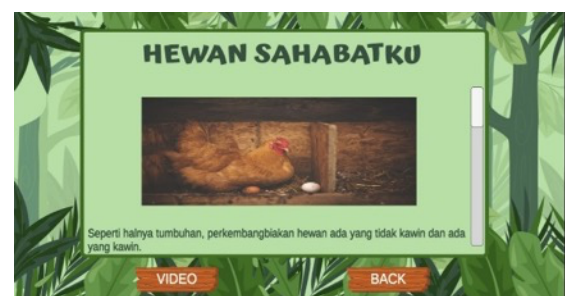 HEWAN SAHABATKU
Seperti halnya tumbuhan, perkembangbiakan hewan ada yang tidak kawin dan ada
yang kawin.
VIDEO
BACK